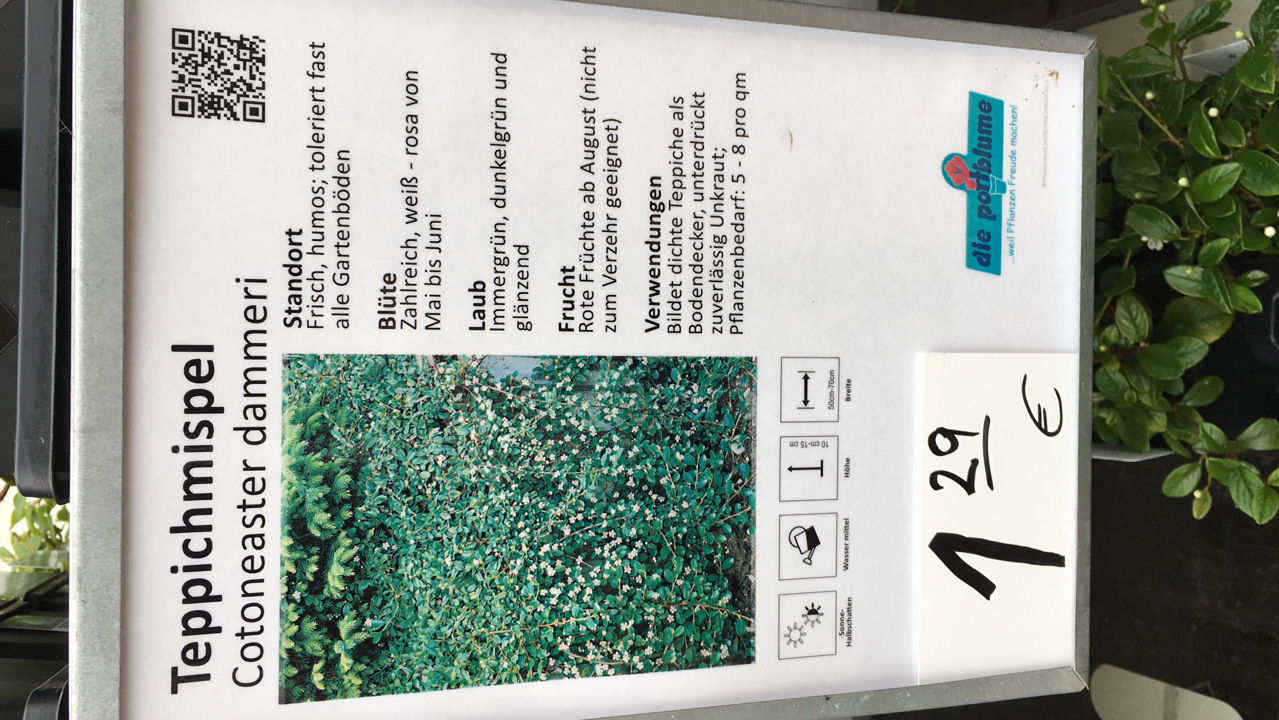 Teppichmispel
Cotoneaster dammeri
Standort
Frisch, humos; toleriert fast
alle Gartenböden
Blüte
Zahlreich, weiß - rosa von
Mai bis Juni
Laub
Immergrün, dunkelgrün und
glänzend
Frucht
Rote Früchte ab August (nicht
zum Verzehr geeignet)
Verwendungen
Bildet dichte Teppiche als
Bodendecker, unterdrückt
zuverlässig Unkraut;
Pflanzenbedarf: 5 - 8 pro qm
10 cm-15 cm
50cm-70cm
Sonne-
Halbschatten
Wasser mittel
Höhe
Breite
1 29 €
die portblume
...weil Pflanzen Freude machen!